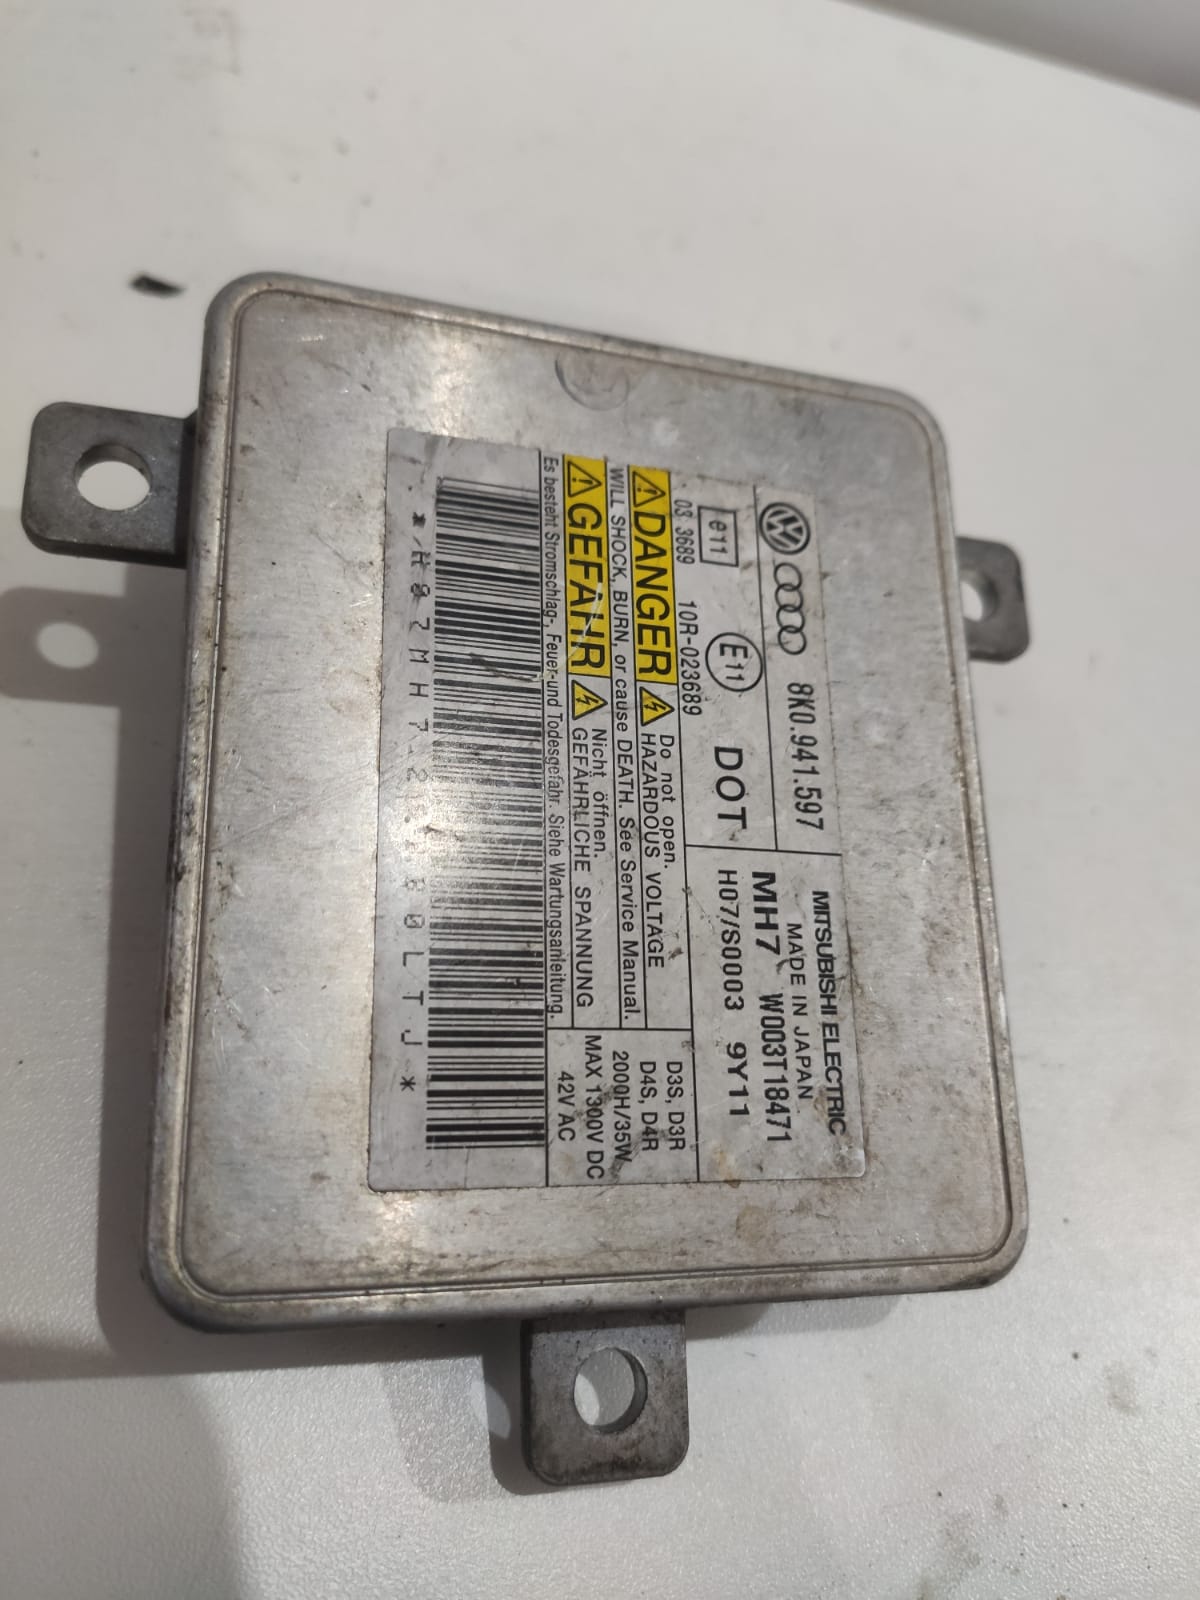 8K0.941.597
MITSUBISHI ELECTRIC
MADE IN JAPAN
e11 E11 DOT
MH7 W003T18471
03 3689 10R-023689
H07/S0003 9Y11
DANGER Do not open.
HAZARDOUS VOLTAGE
WILL SHOCK, BURN, or cause DEATH. See Service Manual.
GEFAHR Nicht öffnen.
GEFÄHRLICHE SPANNUNG
Es besteht Stromschlag-, Feuer-und Todesgefahr. Siehe Wartungsanleitung.
D3S, D3R
D4S, D4R
2000H/35W
MAX 1300V DC
42V AC